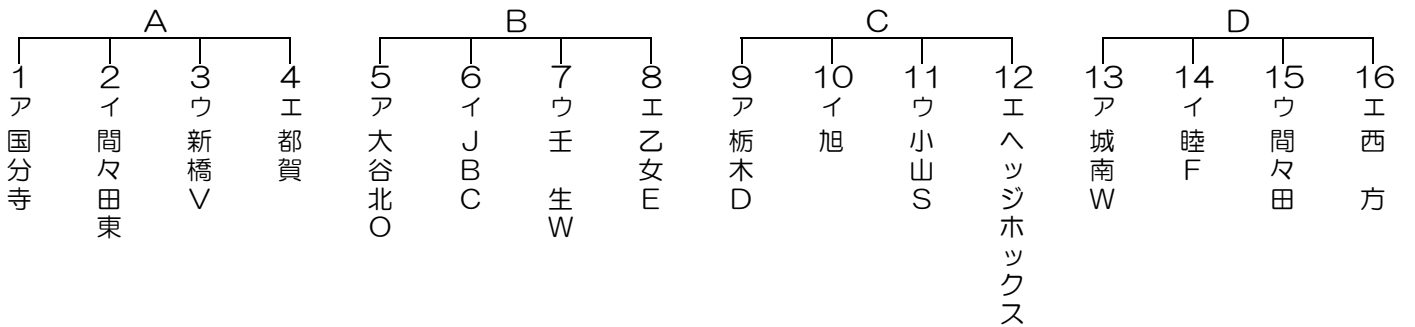 A B C D
1 2 3 4 5 6 7 8 9 10 11 12 13 14 15 16
ア イ ウ エ ア イ ウ エ ア イ ウ エ ア イ ウ エ
国分寺
間々田東
新橋V
都賀
大谷北O
JBC
壬生W
乙女E
栃木D
旭
小山S
ヘッジホックス
城南W
睦F
間々田
西方